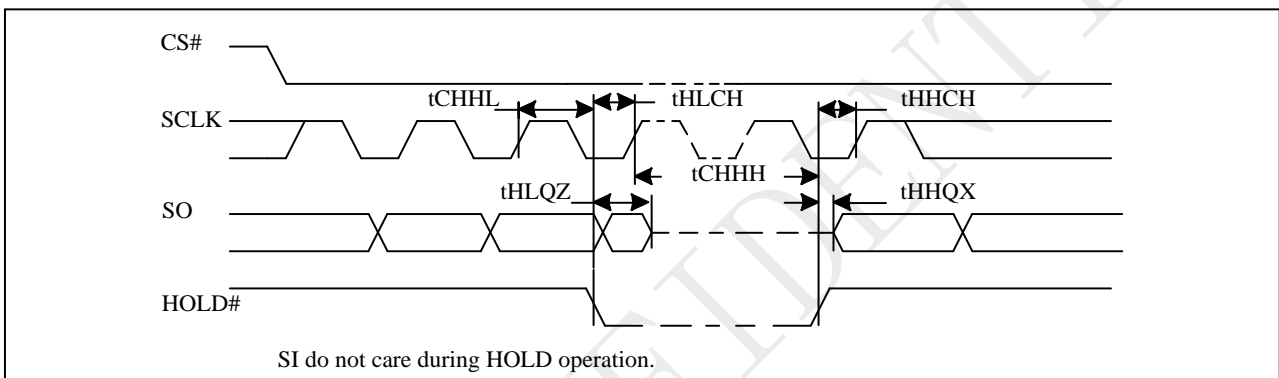 CS#
tCHHL
tHLCH
tHHCH
SCLK
tCHHH
tHLQZ
tHHQX
SO
HOLD#
SI do not care during HOLD operation.